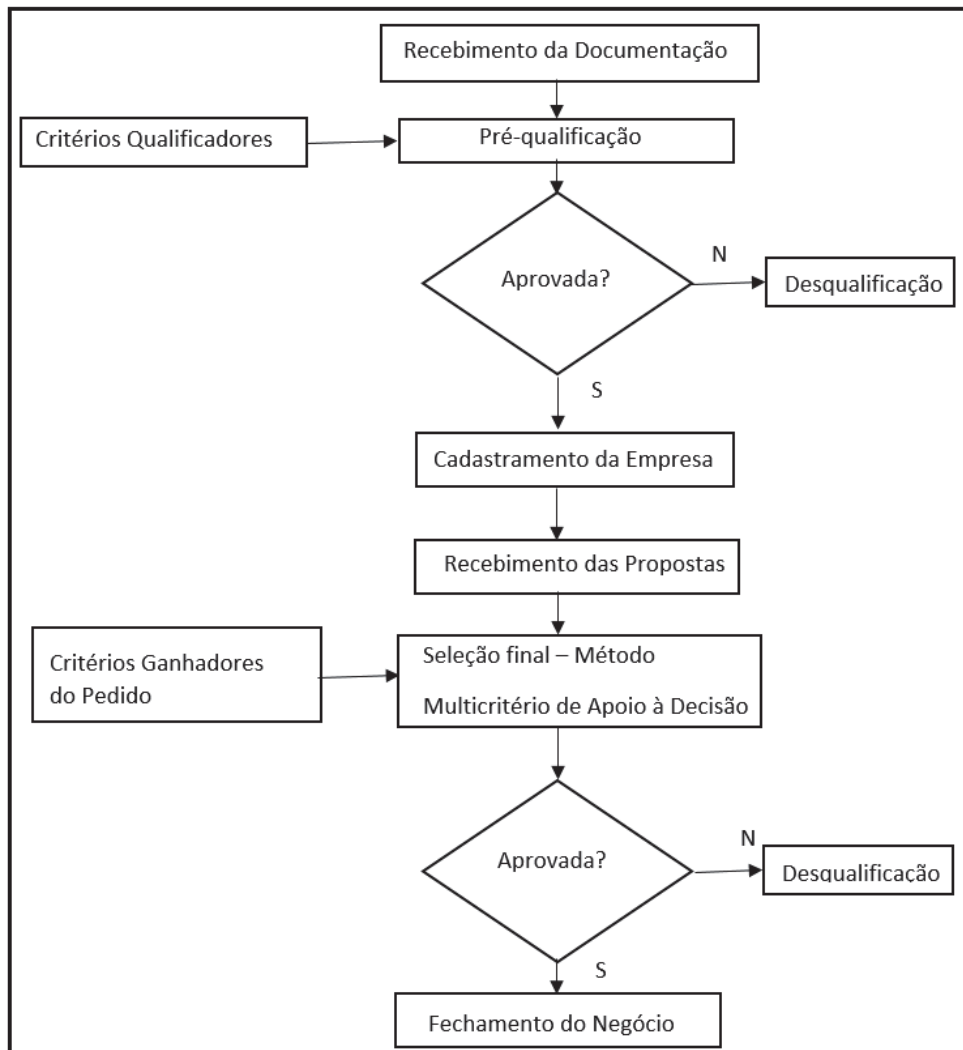 Recebimento da Documentação
Critérios Qualificadores
Pré-qualificação
Aprovada?
N
Desqualificação
S
Cadastramento da Empresa
Recebimento das Propostas
Critérios Ganhadores
do Pedido
Seleção final – Método
Multicritério de Apoio à Decisão
Aprovada?
N
Desqualificação
S
Fechamento do Negócio